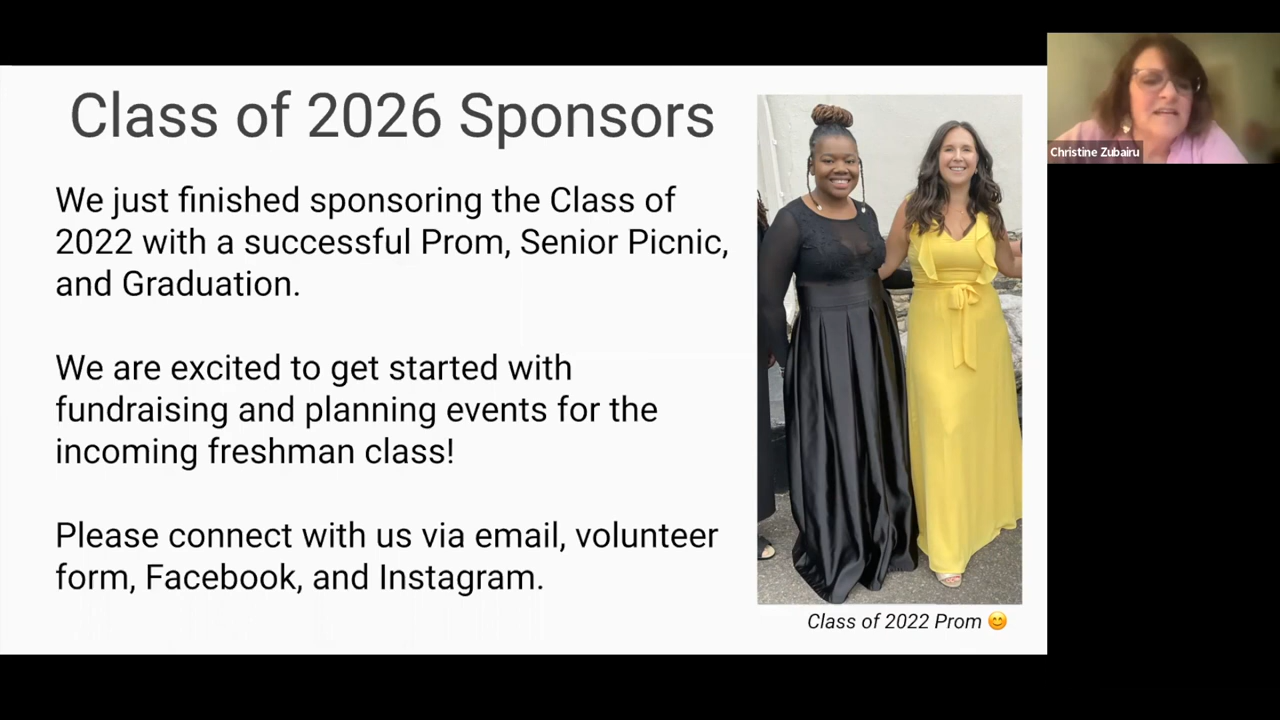 Class of 2026 Sponsors
We just finished sponsoring the Class of
2022 with a successful Prom, Senior Picnic,
and Graduation.
We are excited to get started with
fundraising and planning events for the
incoming freshman class!
Please connect with us via email, volunteer
form, Facebook, and Instagram.
Class of 2022 Prom 😊
Christine Zubairu